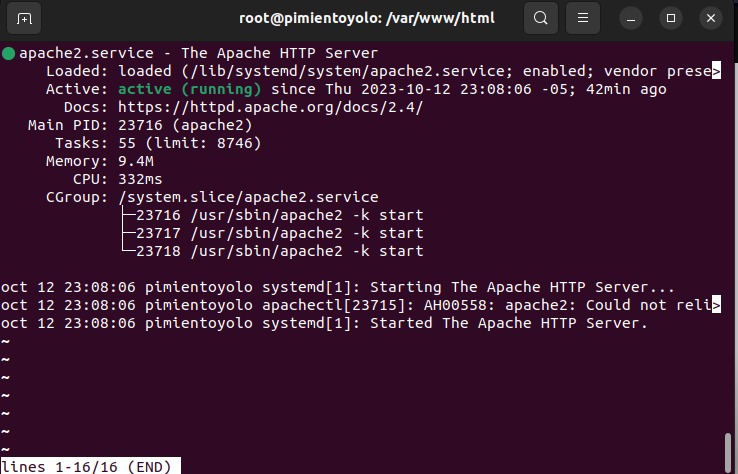 root@pimientoyolo: /var/www/html
apache2.service - The Apache HTTP Server
Loaded: loaded (/lib/systemd/system/apache2.service; enabled; vendor prese>
Active: active (running) since Thu 2023-10-12 23:08:06 -05; 42min ago
Docs: https://httpd.apache.org/docs/2.4/
Main PID: 23716 (apache2)
Tasks: 55 (limit: 8746)
Memory: 9.4M
CPU: 332ms
CGroup: /system.slice/apache2.service
├─23716 /usr/sbin/apache2 -k start
├─23717 /usr/sbin/apache2 -k start
└─23718 /usr/sbin/apache2 -k start
oct 12 23:08:06 pimientoyolo systemd[1]: Starting The Apache HTTP Server...
oct 12 23:08:06 pimientoyolo apachectl[23715]: AH00558: apache2: Could not reli>
oct 12 23:08:06 pimientoyolo systemd[1]: Started The Apache HTTP Server.
~
~
~
~
~
~
~
lines 1-16/16 (END)